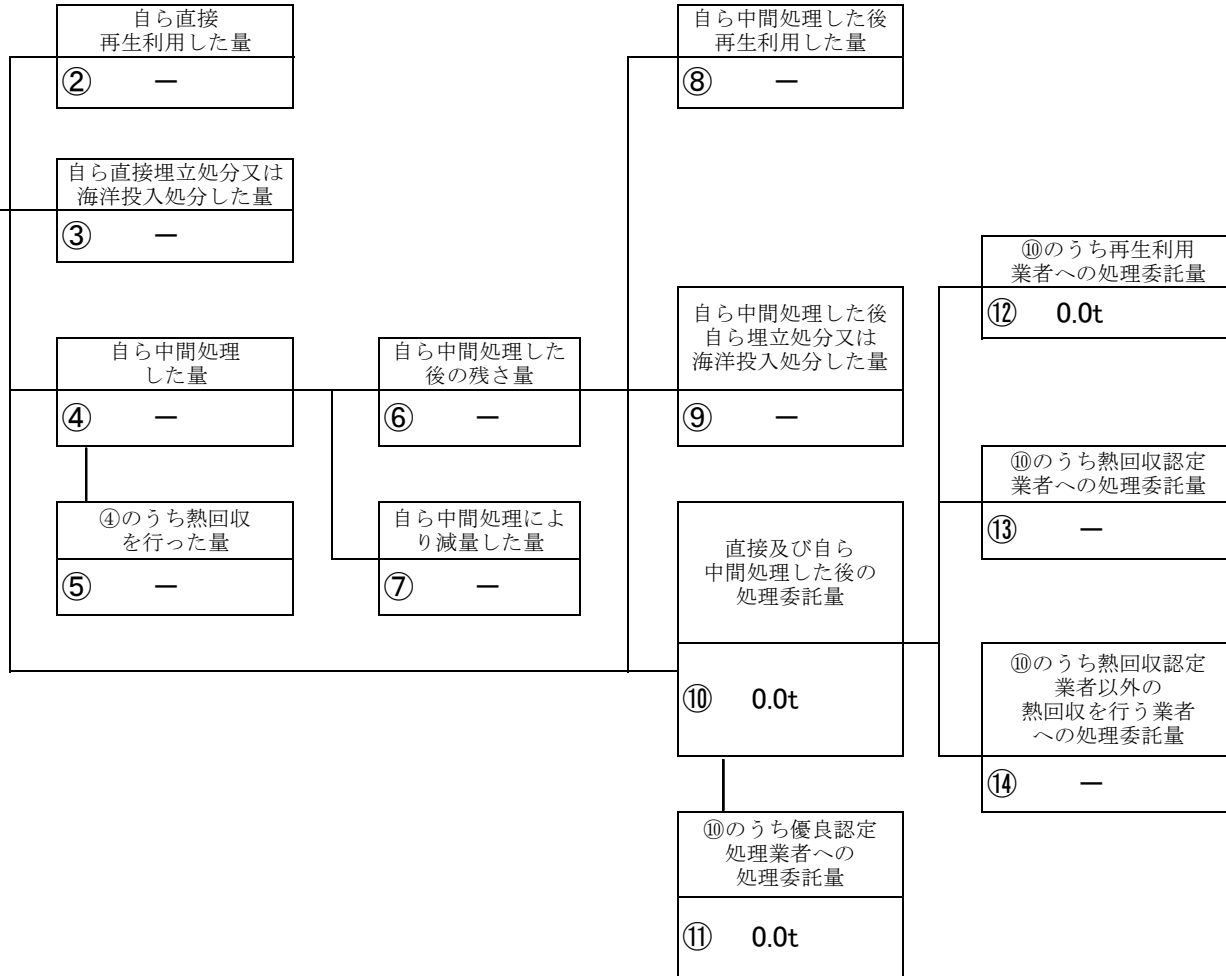 自ら直接
再生利用した量
② －
自ら直接埋立処分又は
海洋投入処分した量
③ －
自ら中間処理
した量
④ －
④のうち熱回収
を行った量
⑤ －
自ら中間処理した
後の残さ量
⑥ －
自ら中間処理によ
り減量した量
⑦ －
自ら中間処理した後
再生利用した量
⑧ －
自ら中間処理した後
自ら埋立処分又は
海洋投入処分した量
⑨ －
直接及び自ら
中間処理した後の
処理委託量
⑩ 0.0t
⑩のうち優良認定
処理業者への
処理委託量
⑪ 0.0t
⑩のうち再生利用
業者への処理委託量
⑫ 0.0t
⑩のうち熱回収認定
業者への処理委託量
⑬ －
⑩のうち熱回収認定
業者以外の
熱回収を行う業者
への処理委託量
⑭ －